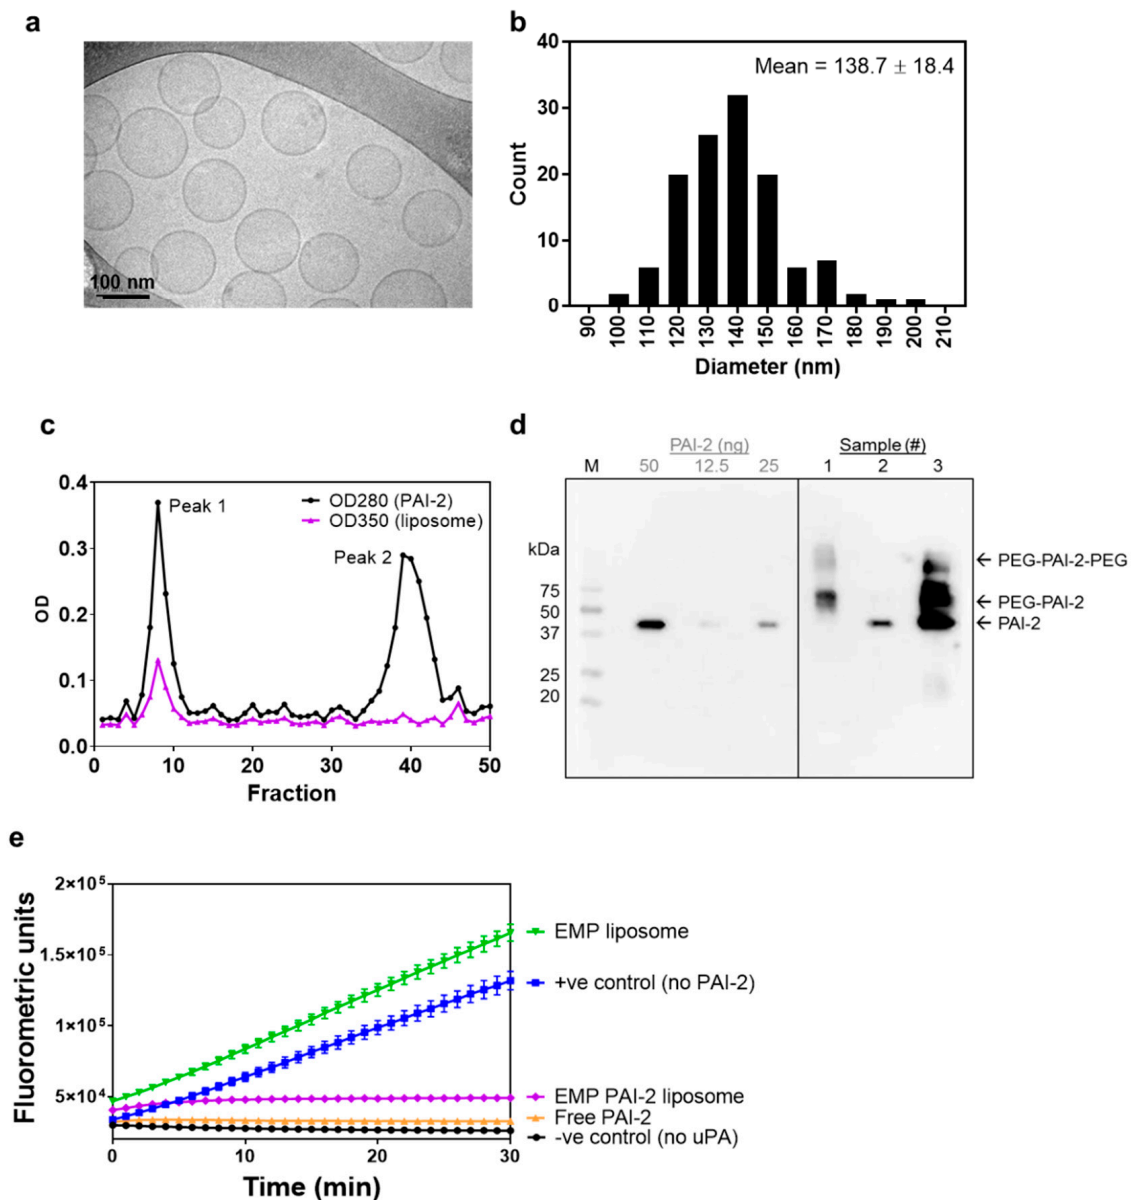 a
100 nm
b
Mean = 138.7 ± 18.4
Count
40
30
20
10
0
90 100 110 120 130 140 150 160 170 180 190 200 210
Diameter (nm)
c
OD
0.4
0.3
0.2
0.1
0.0
Peak 1
OD280 (PAI-2)
OD350 (liposome)
Peak 2
0 10 20 30 40 50
Fraction
d
PAI-2 (ng) Sample (#)
M 50 12.5 25 1 2 3
kDa
75
50
37
25
20
← PEG-PAI-2-PEG
← PEG-PAI-2
← PAI-2
e
Fluorometric units
2×10⁵
1.5×10⁵
1×10⁵
5×10⁴
EMP liposome
+ve control (no PAI-2)
EMP PAI-2 liposome
Free PAI-2
-ve control (no uPA)
0 10 20 30
Time (min)